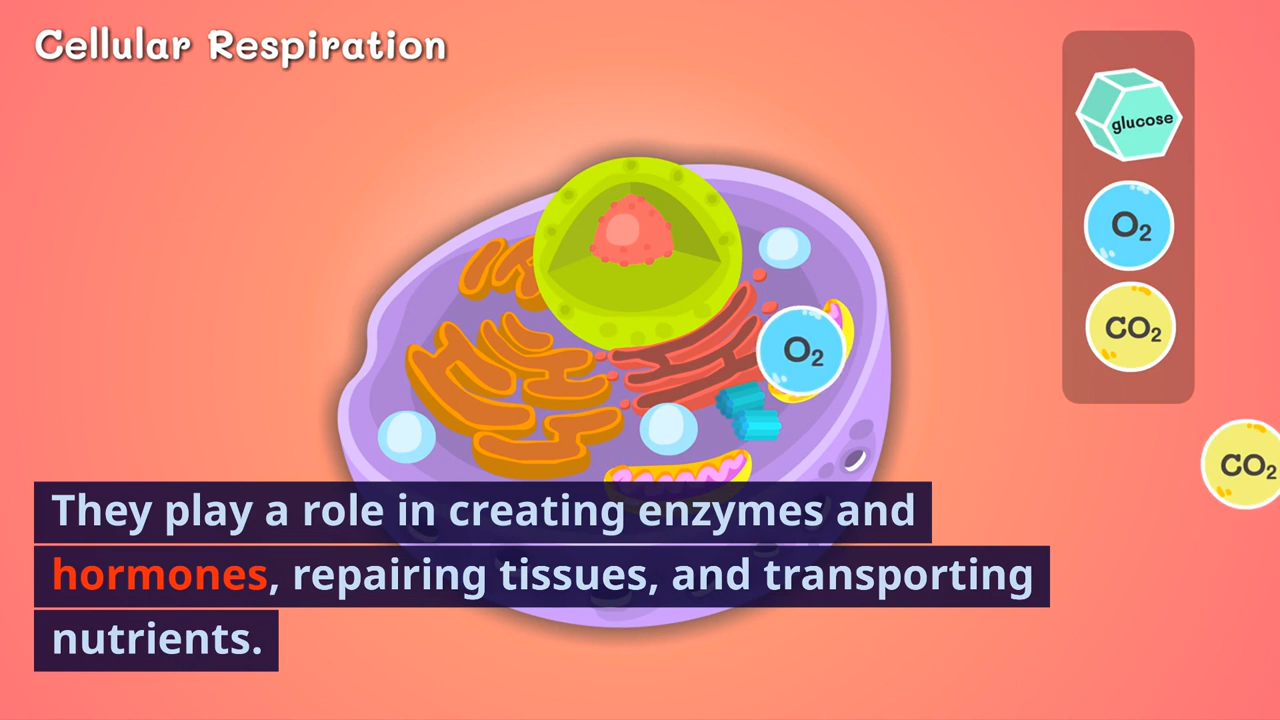 Cellular Respiration
glucose
O₂
CO₂
O₂
CO₂
They play a role in creating enzymes and
hormones, repairing tissues, and transporting
nutrients.